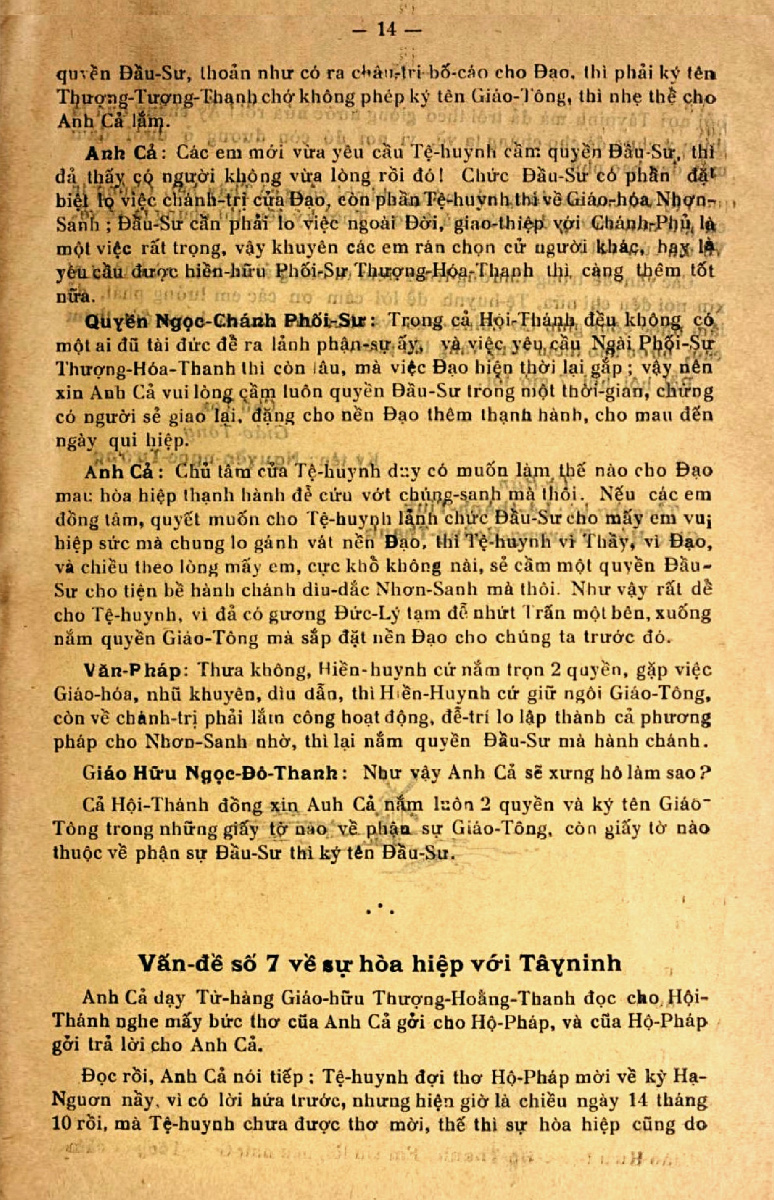 — 14 —
quyền Đầu-Sư, thoản như có ra chánh-trị bố-cáo cho Đạo, thì phải ký tên
Thượng-Tượng-Thanh chớ không phép ký tên Giáo-Tông, thì nhẹ thể cho
Anh Cả lắm.
Anh Cả : Các em mới vừa yêu cầu Tệ-huynh cầm quyền Đầu-Sư, thì
đả thấy có người không vừa lòng rồi đó ! Chức Đầu-Sư có phần đặt
biệt lo việc chánh-trị của Đạo, còn phần Tệ-huynh thì về Giáo-hóa Nhơn-
Sanh ; Đầu-Sư cần phải lo việc ngoài Đời, giao-thiệp với Chánh-Phủ là
một việc rất trọng, vậy khuyên các em rán chọn cử người khác, hay là
yêu cầu được hiền-hữu Phối-Sư Thượng-Hóa-Thanh thì càng thêm tốt
nữa.
Quyền Ngọc-Chánh Phối-Sư : Trong cả Hội-Thánh đều không có
một ai đũ tài đức để ra lảnh phận-sự ấy, và việc yêu cầu Ngài Phối-Sư
Thượng-Hóa-Thanh thì còn lâu, mà việc Đạo hiện thời lại gấp ; vậy nên
xin Anh Cả vui lòng cầm luôn quyền Đầu-Sư trong một thời-gian, chừng
có người sẻ giao lại, đặng cho nền Đạo thêm thạnh hành, cho mau đến
ngày qui hiệp.
Anh Cả : Chủ tâm của Tệ-huynh duy có muốn làm thế nào cho Đạo
mau hòa hiệp thạnh hành để cứu vớt chúng-sanh mà thôi. Nếu các em
đồng tâm, quyết muốn cho Tệ-huynh lảnh chức Đầu-Sư cho mấy em vui
hiệp sức mà chung lo gánh vát nền Đạo, thì Tệ-huynh vì Thầy, vì Đạo,
và chiều theo lòng mấy em, cực khổ không nài, sẻ cầm một quyền Đầu-
Sư cho tiện bề hành chánh dìu-dắc Nhơn-Sanh mà thôi. Như vậy rất dể
cho Tệ-huynh, vì đả có gương Đức-Lý tạm để nhứt Trấn một bên, xuống
nắm quyền Giáo-Tông mà sắp đặt nền Đạo cho chúng ta trước đó.
Văn-Pháp : Thưa không, Hiền-huynh cứ nắm trọn 2 quyền, gặp việc
Giáo-hóa, nhũ khuyên, dìu dẫn, thì Hiền-Huynh cứ giữ ngôi Giáo-Tông,
còn về chánh-trị phải lắm công hoạt động, để-trí lo lập thành cả phương
pháp cho Nhơn-Sanh nhờ, thì lại nắm quyền Đầu-Sư mà hành chánh.
Giáo Hữu Ngọc-Đô-Thanh : Như vậy Anh Cả sẽ xưng hô làm sao ?
Cả Hội-Thánh đồng xin Auh Cả nắm luôn 2 quyền và ký tên Giáo-
Tông trong những giấy tờ nào về phận sự Giáo-Tông, còn giấy tờ nào
thuộc về phận sự Đầu-Sư thì ký tên Đầu-Sư.
Vấn-đề số 7 về sự hòa hiệp với Tâyninh
Anh Cả dạy Từ-hàng Giáo-hữu Thượng-Hoằng-Thanh đọc cho Hội-
Thánh nghe mấy bức thơ của Anh Cả gởi cho Hộ-Pháp, và của Hộ-Pháp
gởi trả lời cho Anh Cả.
Đọc rồi, Anh Cả nói tiếp : Tệ-huynh đợi thơ Hộ-Pháp mời về kỳ Hạ-
Nguơn nầy, vì có lời hứa trước, nhưng hiện giờ là chiều ngày 14 tháng
10 rồi, mà Tệ-huynh chưa được thơ mời, thế thì sự hòa hiệp cũng do